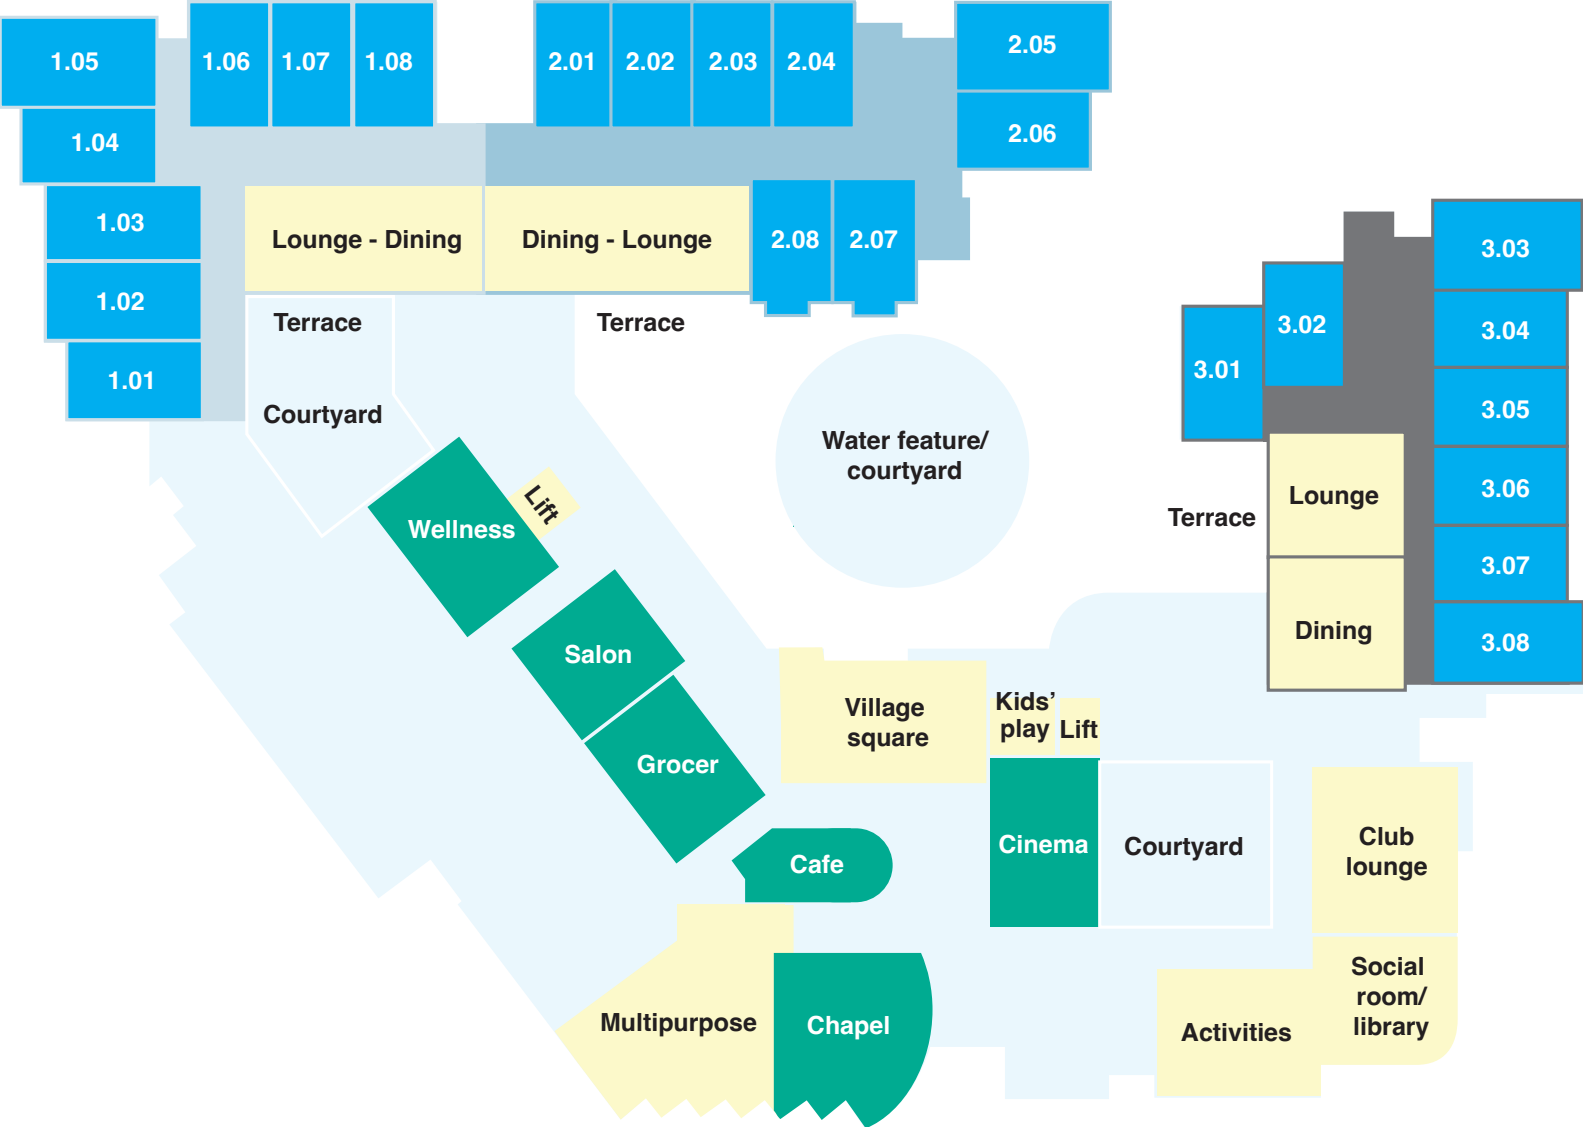 1.05
1.06
1.07
1.08
2.01
2.02
2.03
2.04
2.05
1.04
2.06
1.03
Lounge - Dining
Dining - Lounge
2.08
2.07
3.03
1.02
Terrace
Terrace
3.02
3.04
1.01
3.01
Courtyard
3.05
Water feature/
courtyard
Lift
Wellness
Lounge
3.06
Terrace
3.07
Salon
Dining
3.08
Village
square
Kids’
play
Lift
Grocer
Cafe
Cinema
Courtyard
Club
lounge
Social
room/
library
Multipurpose
Chapel
Activities